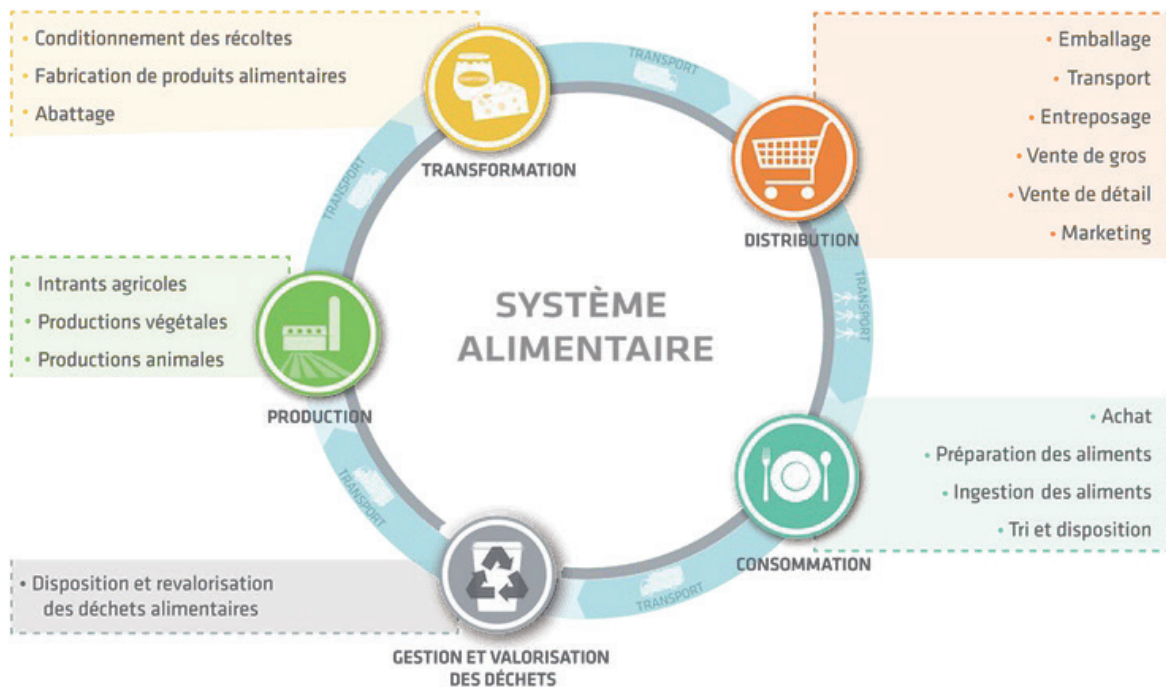 • Conditionnement des récoltes
• Fabrication de produits alimentaires
• Abattage
TRANSFORMATION
TRANSPORT
• Emballage
• Transport
• Entreposage
• Vente de gros
• Vente de détail
• Marketing
DISTRIBUTION
TRANSPORT
TRANSPORT
• Intrants agricoles
• Productions végétales
• Productions animales
PRODUCTION
SYSTÈME
ALIMENTAIRE
• Achat
• Préparation des aliments
• Ingestion des aliments
• Tri et disposition
CONSOMMATION
TRANSPORT
TRANSPORT
• Disposition et revalorisation
des déchets alimentaires
GESTION ET VALORISATION
DES DÉCHETS